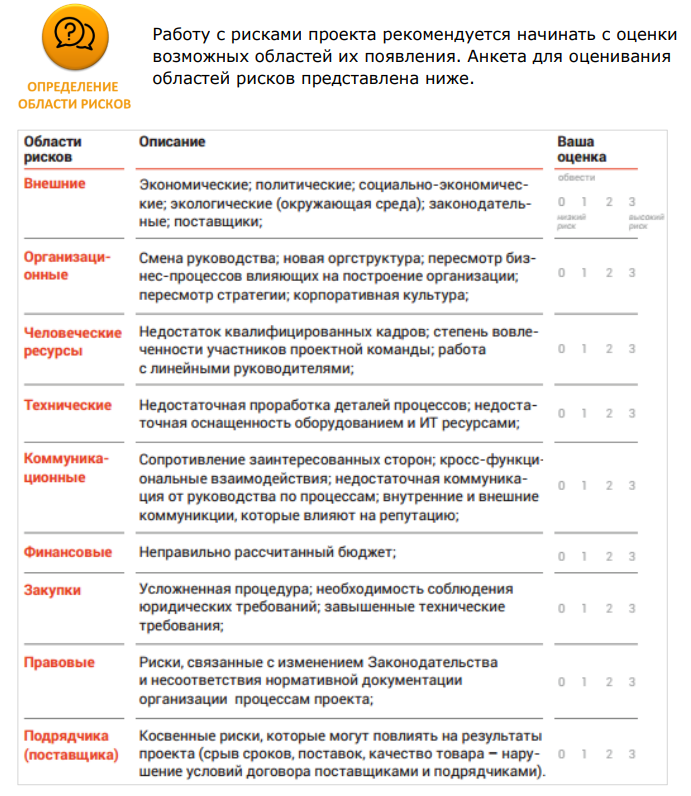 ОПРЕДЕЛЕНИЕ
ОБЛАСТИ РИСКОВ
Работу с рисками проекта рекомендуется начинать с оценки
возможных областей их появления. Анкета для оценивания
областей рисков представлена ниже.
Области
рисков
Описание
Ваша
оценка
Внешние
Экономические; политические; социально-экономичес-
кие; экологические (окружающая среда); законодатель-
ные; поставщики;
обвести
0 1 2 3
низкий
риск
высокий
риск
Организаци-
онные
Смена руководства; новая оргструктура; пересмотр биз-
нес-процессов влияющих на построение организации;
пересмотр стратегии; корпоративная культура;
0 1 2 3
Человеческие
ресурсы
Недостаток квалифицированных кадров; степень вовле-
ченности участников проектной команды; работа
с линейными руководителями;
0 1 2 3
Технические
Недостаточная проработка деталей процессов; недоста-
точная оснащенность оборудованием и ИТ ресурсами;
0 1 2 3
Коммуника-
ционные
Сопротивление заинтересованных сторон; кросс-функци-
ональные взаимодействия; недостаточная коммуника-
ция от руководства по процессам; внутренние и внешние
коммуникции, которые влияют на репутацию;
0 1 2 3
Финансовые
Неправильно рассчитанный бюджет;
0 1 2 3
Закупки
Усложненная процедура; необходимость соблюдения
юридических требований; завышенные технические
требования;
0 1 2 3
Правовые
Риски, связанные с изменением Законодательства
и несоответствия нормативной документации
организации процессам проекта;
0 1 2 3
Подрядчика
(поставщика)
Косвенные риски, которые могут повлиять на результаты
проекта (срыв сроков, поставок, качество товара – нару-
шение условий договора поставщиками и подрядчиками).
0 1 2 3